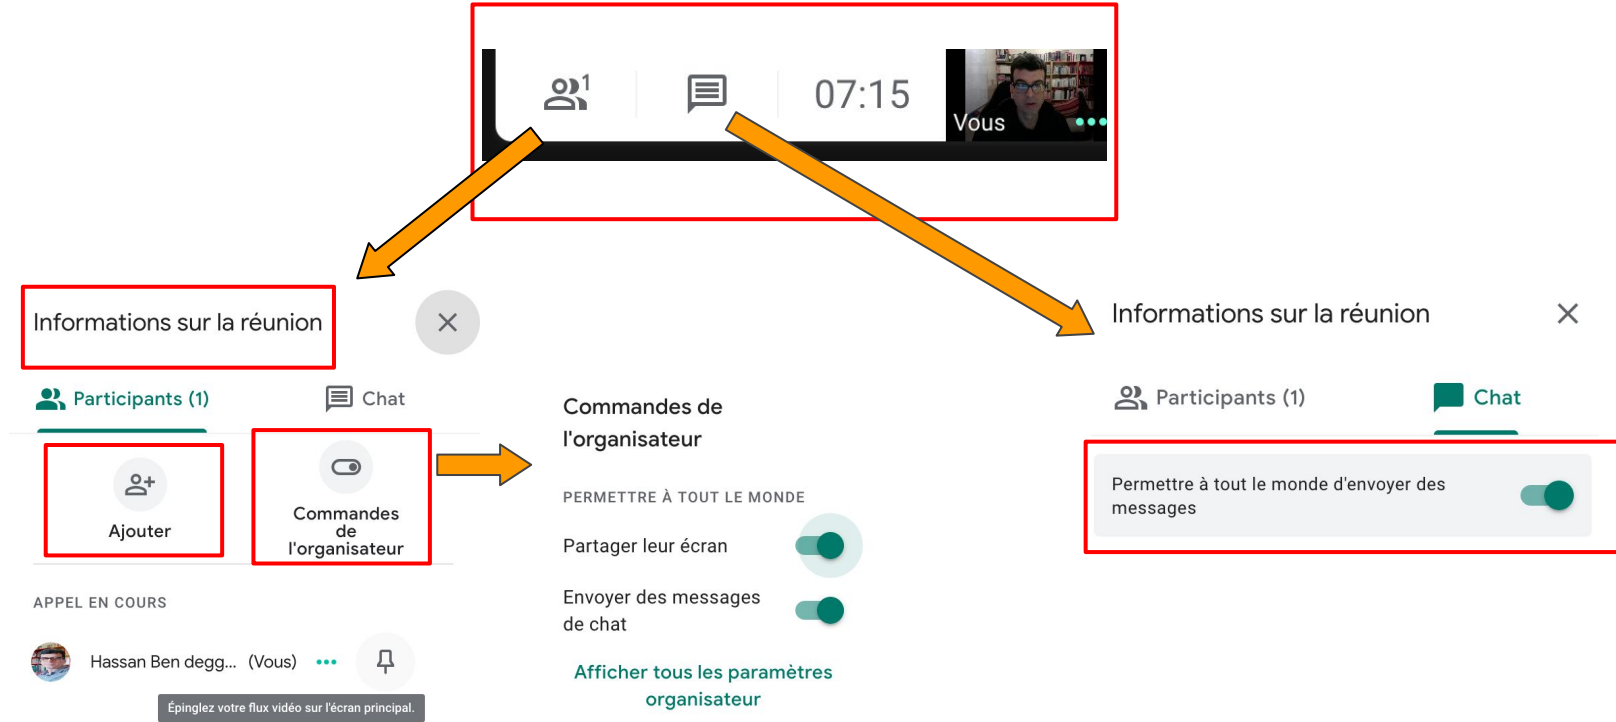 1
07:15
Vous
Informations sur la réunion
Participants (1)
Chat
Ajouter
Commandes
de
l'organisateur
APPEL EN COURS
Hassan Ben degg... (Vous)
Épinglez votre flux vidéo sur l'écran principal.
Commandes de
l'organisateur
PERMETTRE À TOUT LE MONDE
Partager leur écran
Envoyer des messages
de chat
Afficher tous les paramètres
organisateur
Informations sur la réunion
Participants (1)
Chat
Permettre à tout le monde d'envoyer des
messages